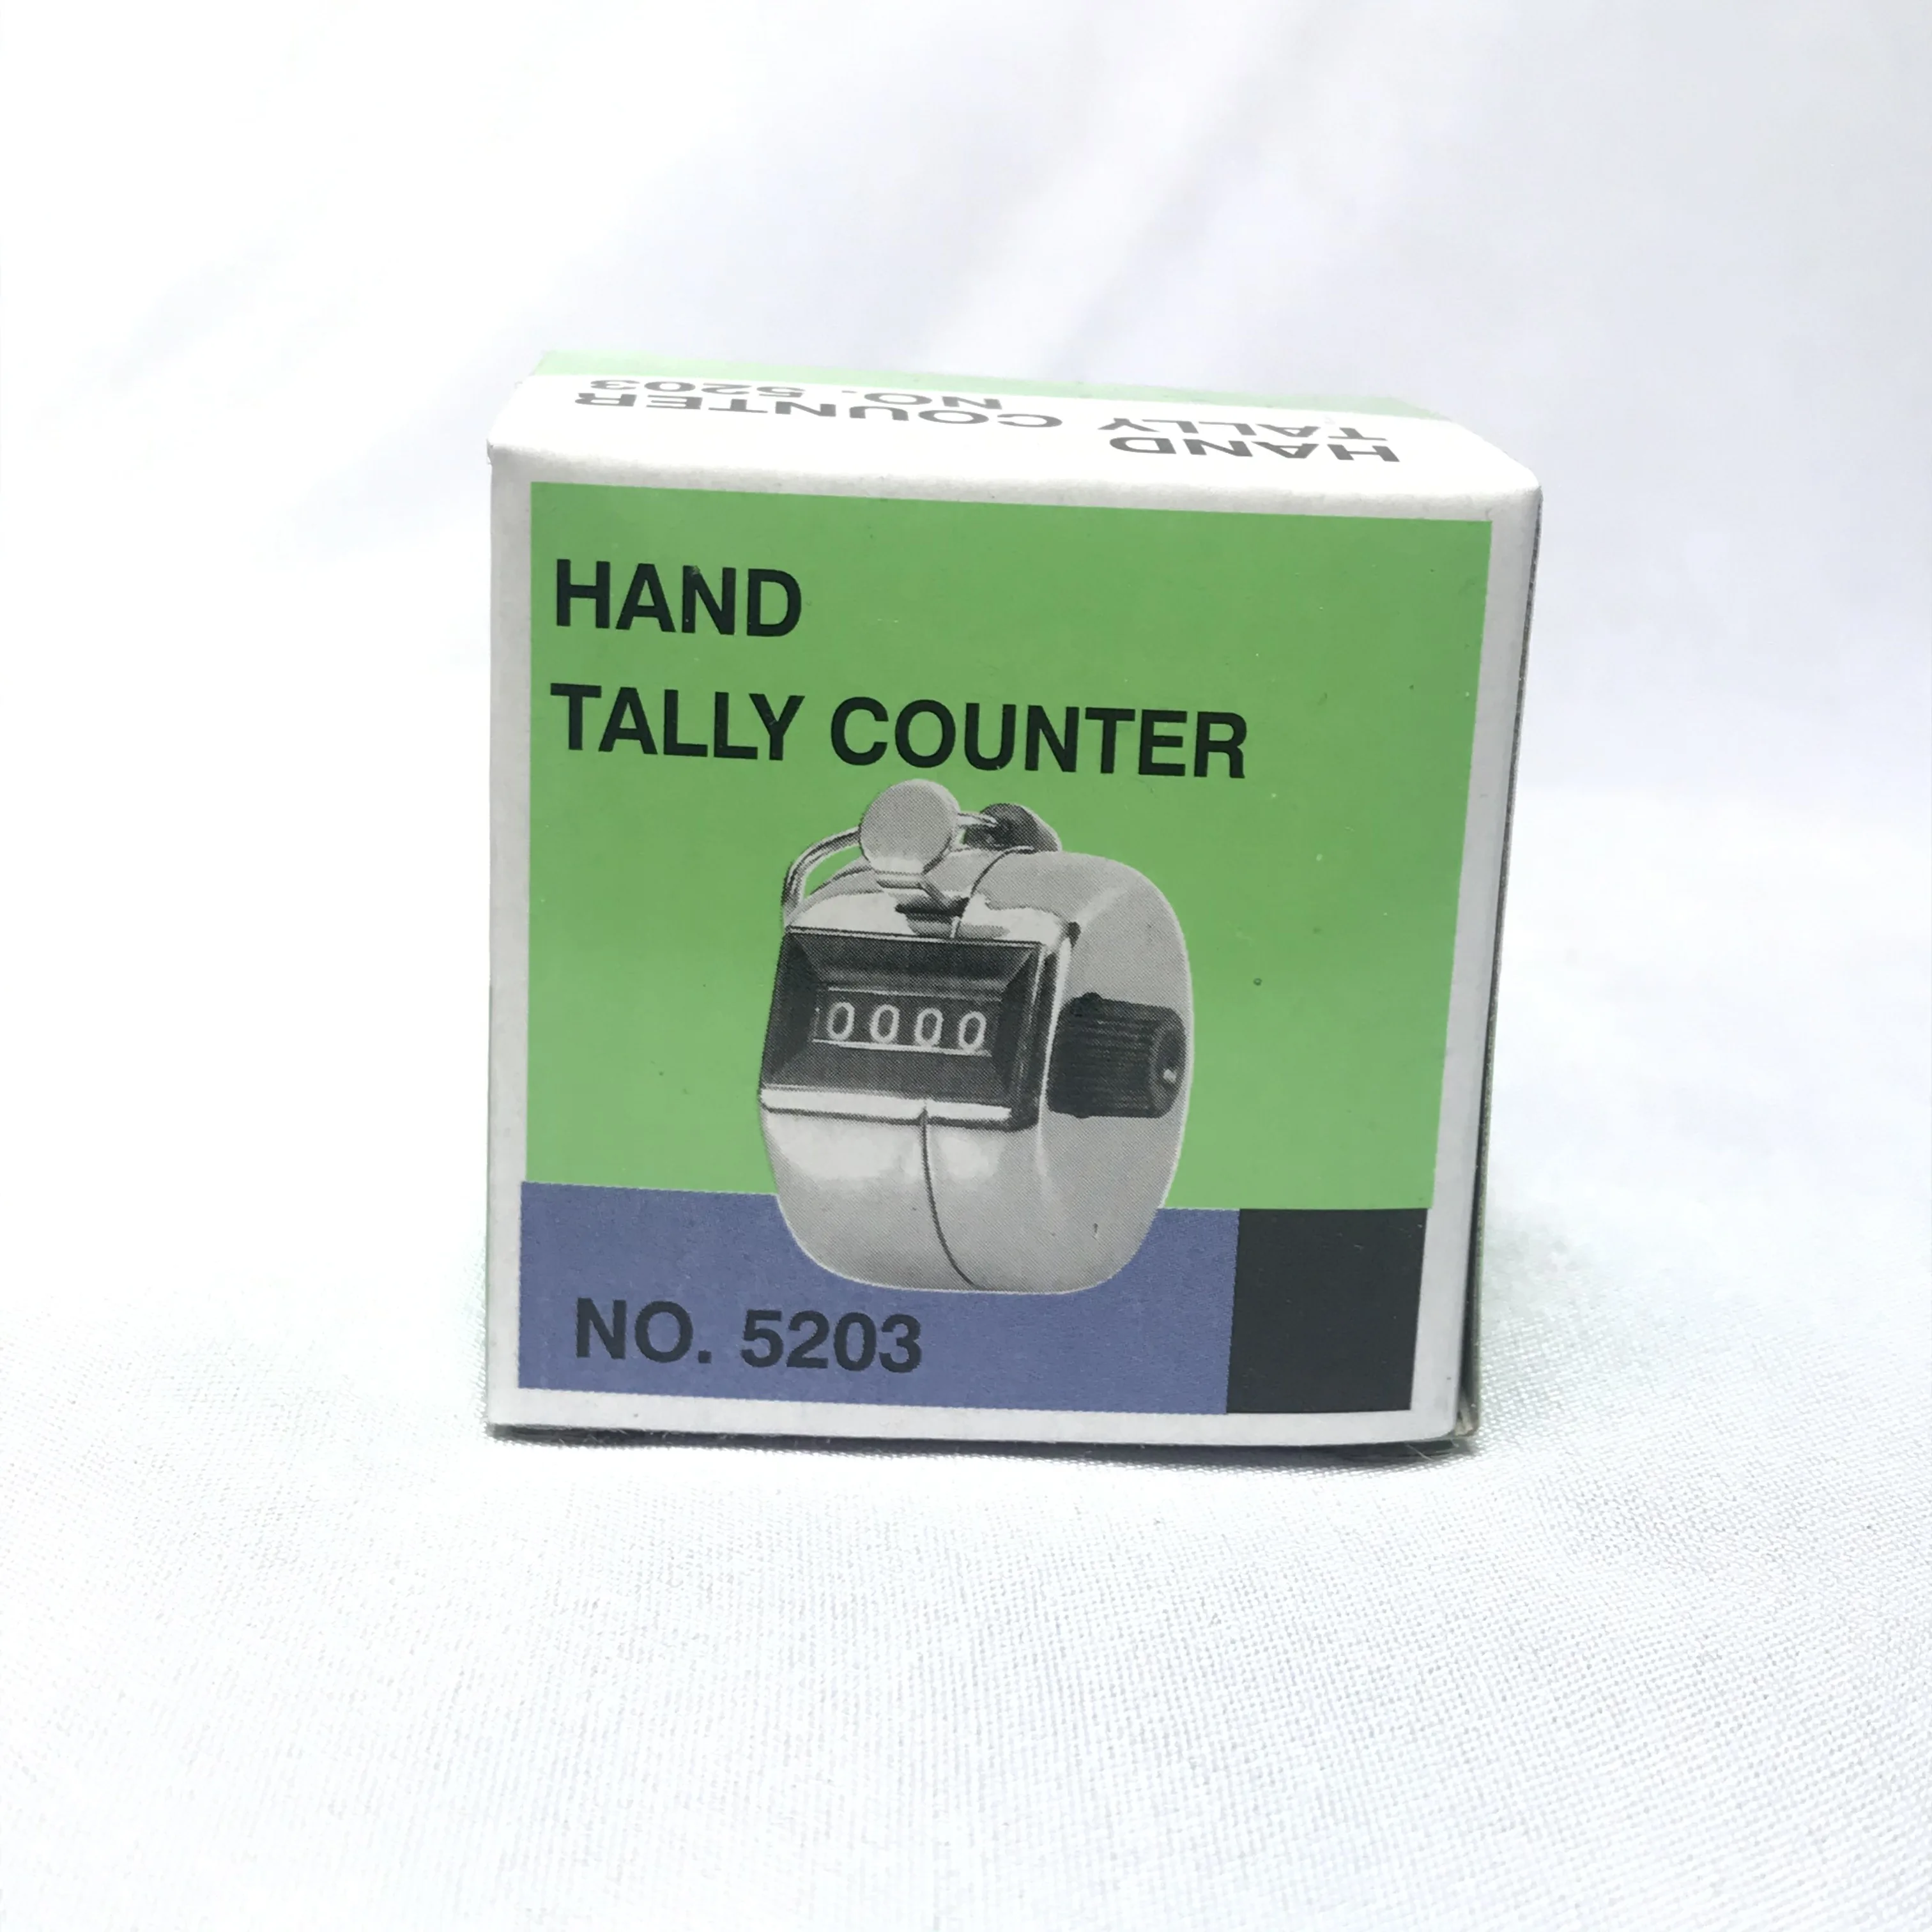 HAND
TALLY COUNTER
NO. 5203
HAND
TALLY COUNTER
0000
NO. 5203